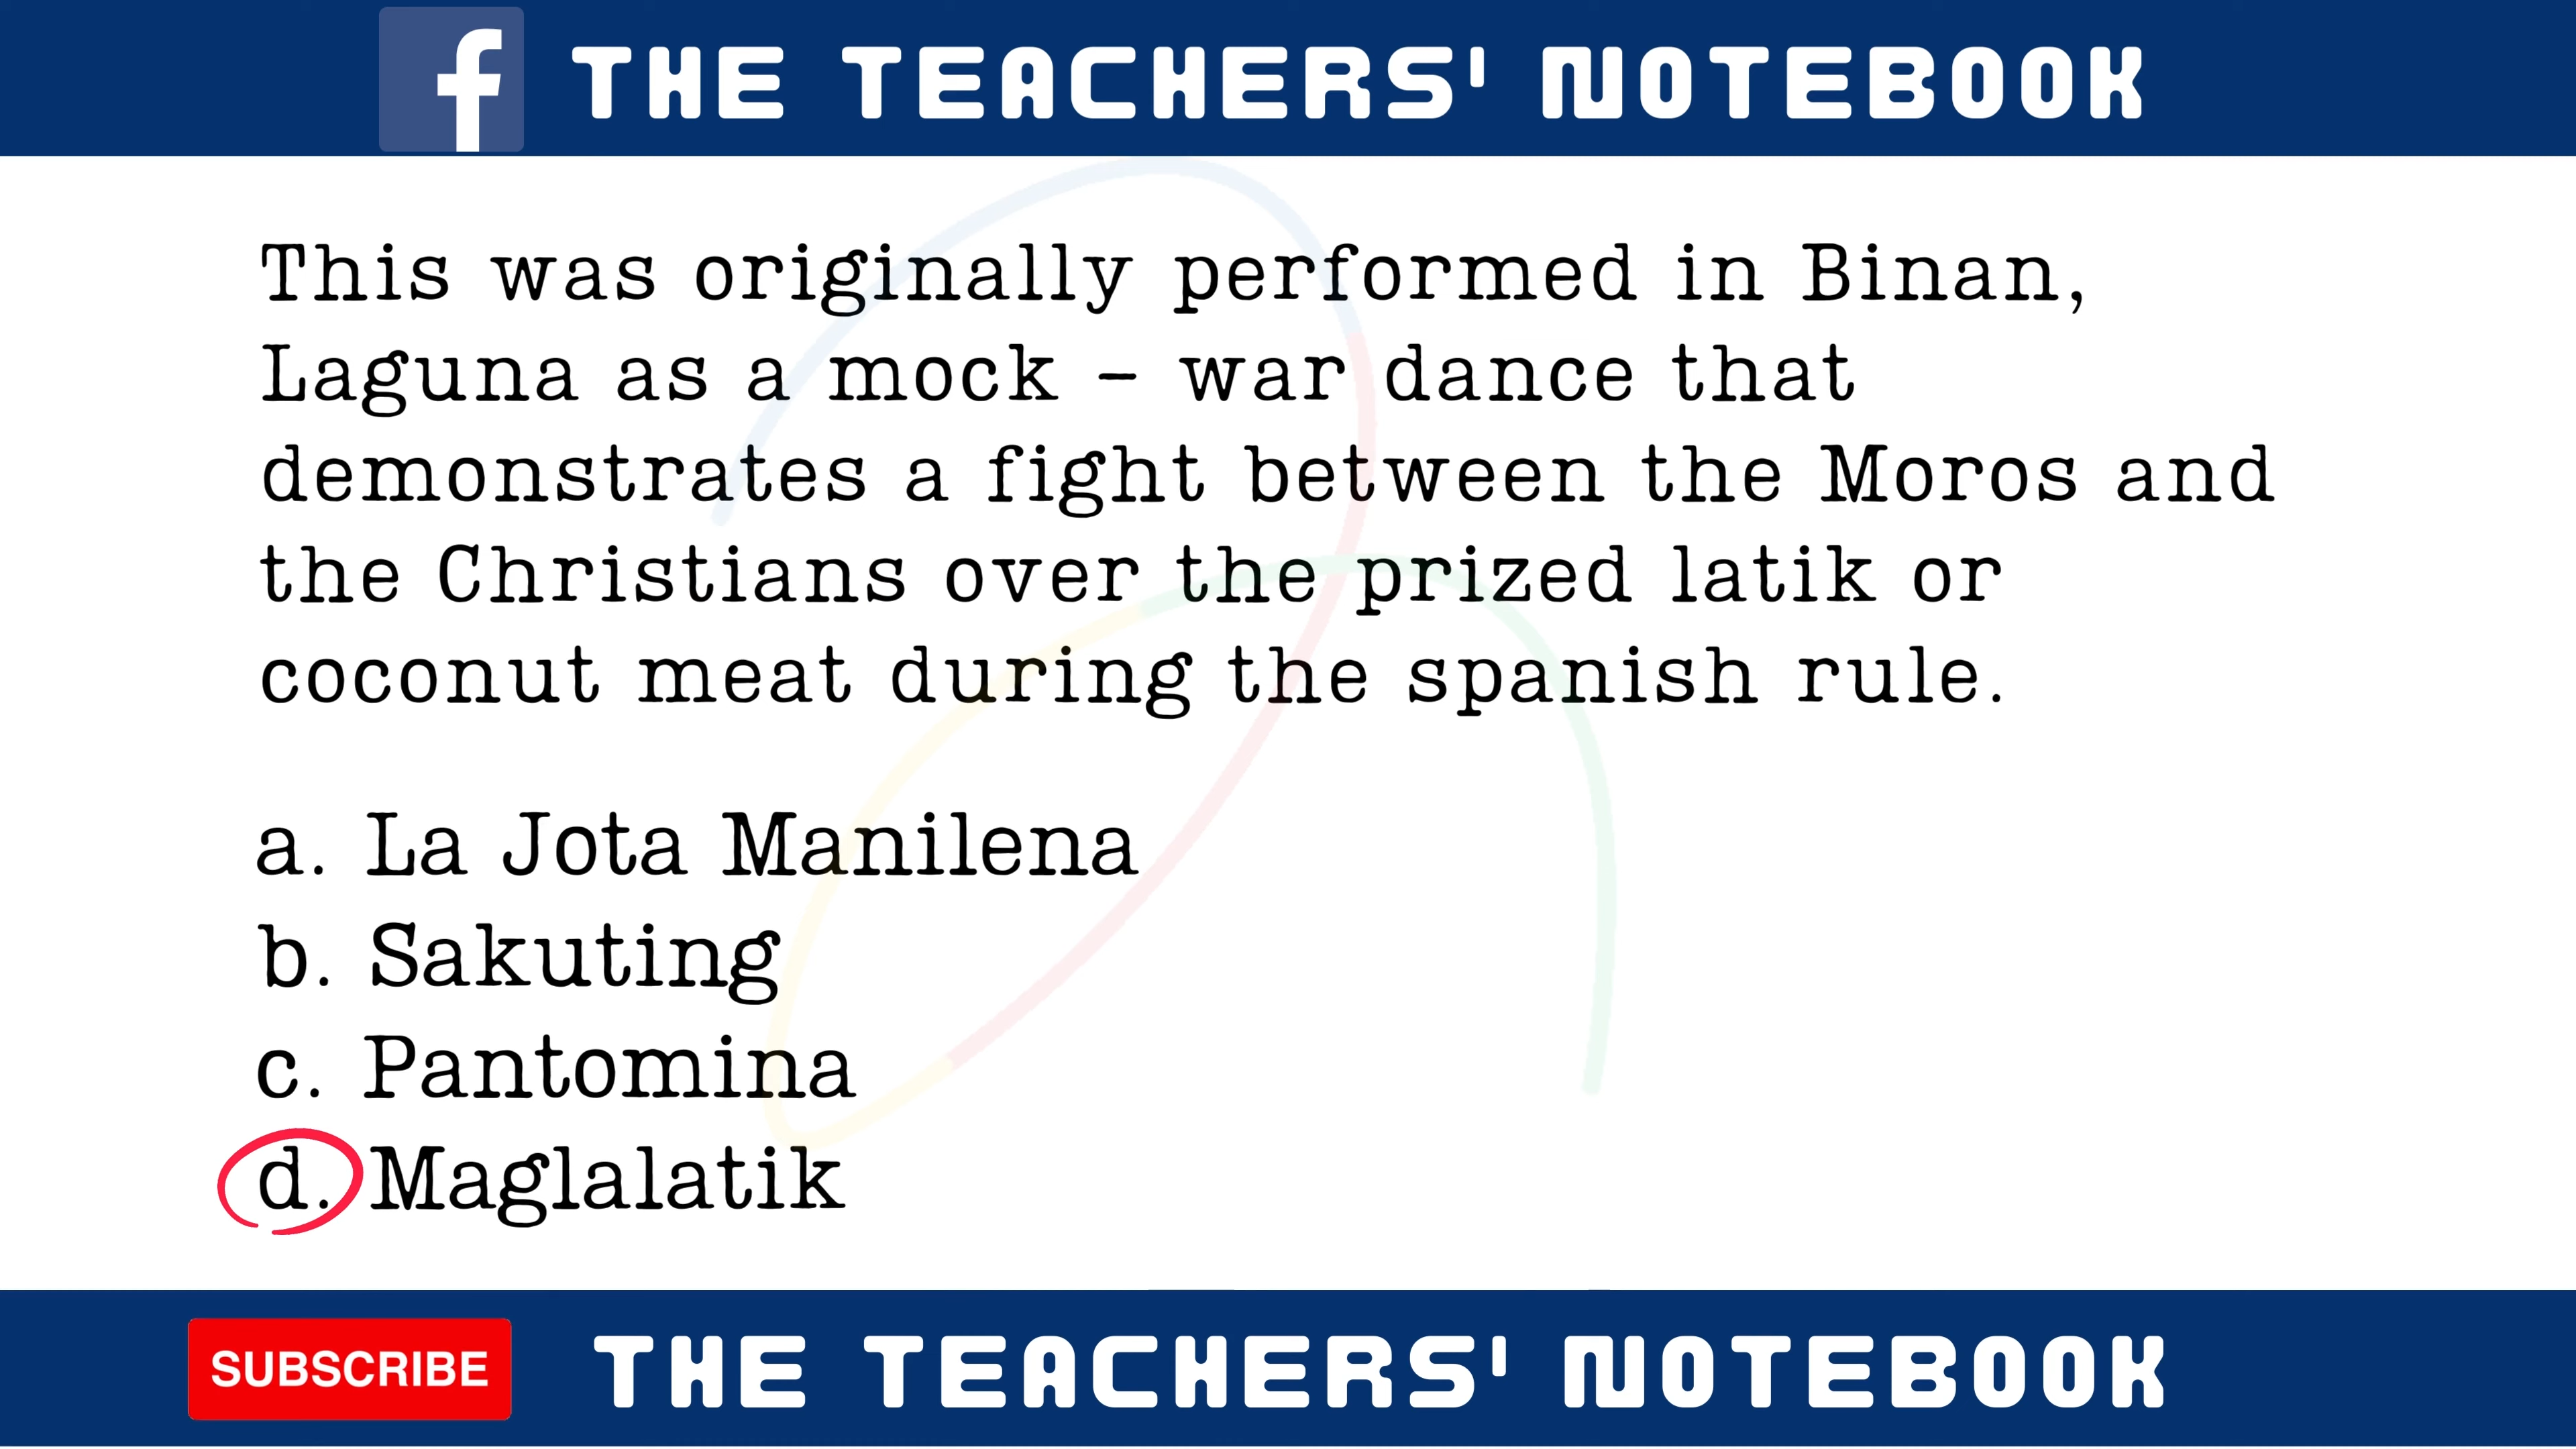 f THE TEACHERS' NOTEBOOK
This was originally performed in Binan,
Laguna as a mock – war dance that
demonstrates a fight between the Moros and
the Christians over the prized latik or
coconut meat during the spanish rule.
a. La Jota Manilena
b. Sakuting
c. Pantomina
d. Maglalatik
SUBSCRIBE THE TEACHERS' NOTEBOOK